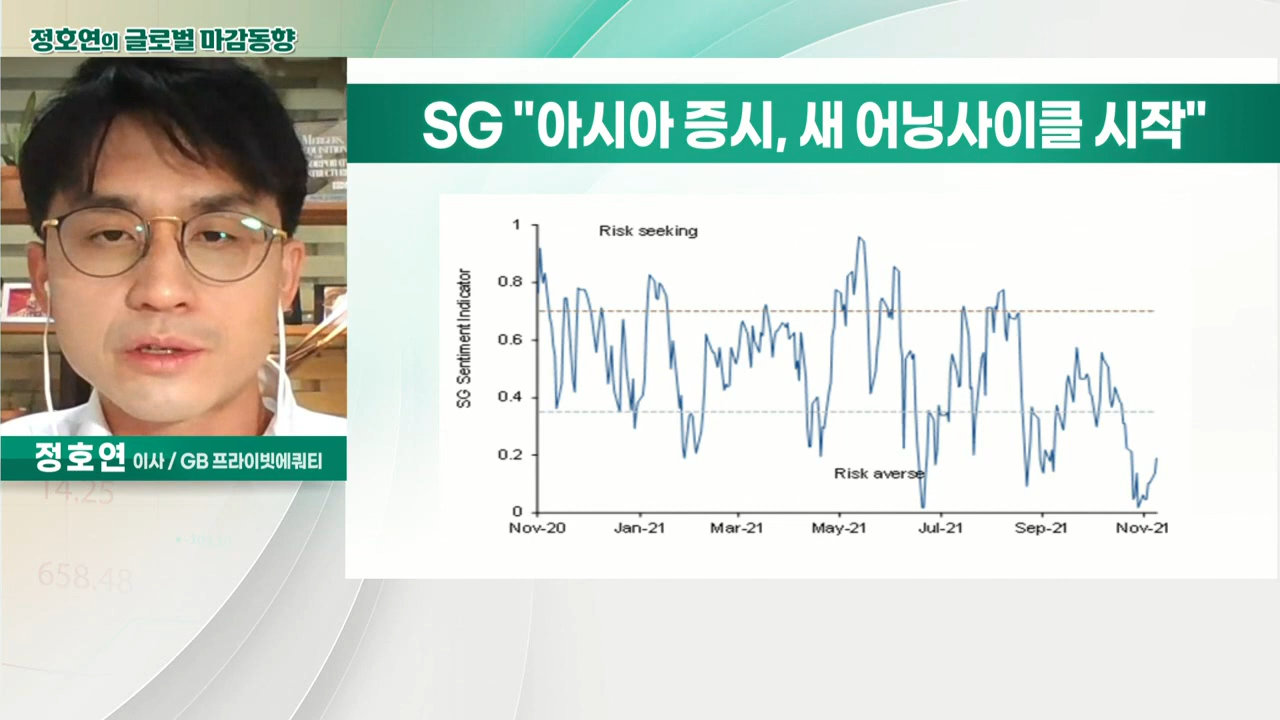 정호연의 글로벌 마감동향
SG "아시아 증시, 새 어닝사이클 시작"
MERGERS,
정호연 이사 / GB 프라이빗에쿼티
14.25
658.48
SG Sentiment Indicator
1
0.8
0.6
0.4
0.2
0
Risk seeking
Risk averse
Nov-20 Jan-21 Mar-21 May-21 Jul-21 Sep-21 Nov-21